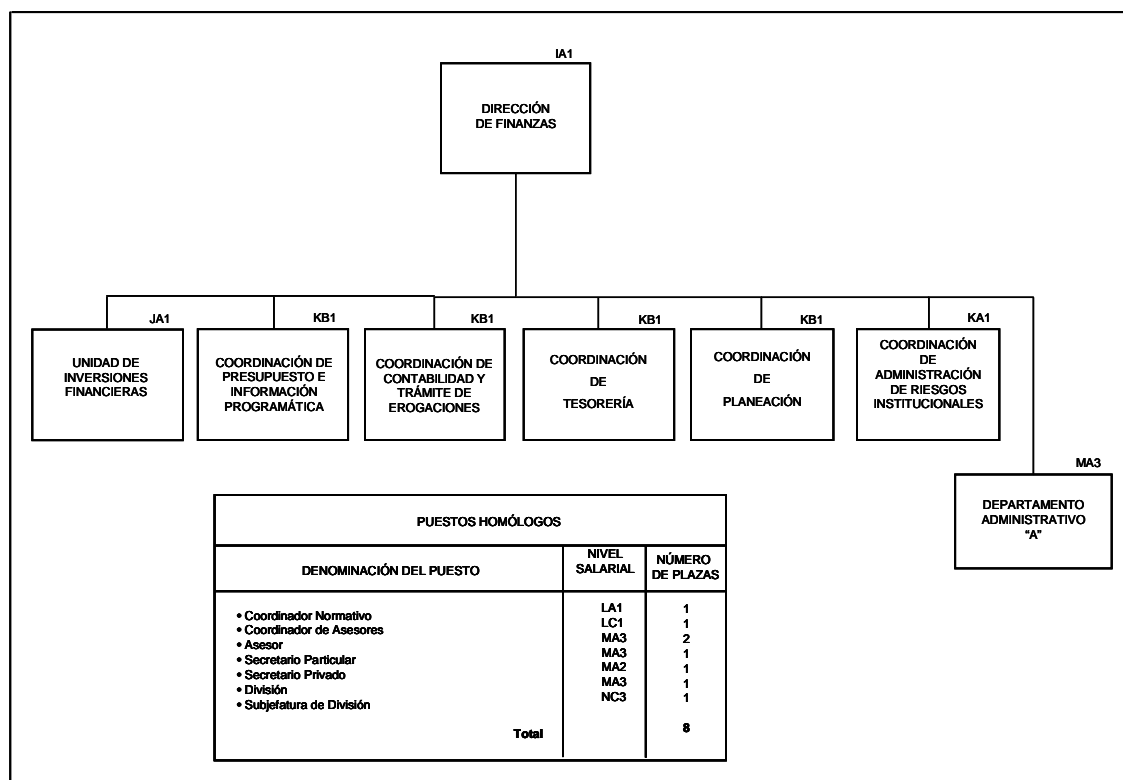 IA1
DIRECCIÓN
DE FINANZAS
JA1
UNIDAD DE
INVERSIONES
FINANCIERAS
KB1
COORDINACIÓN DE
PRESUPUESTO E
INFORMACIÓN
PROGRAMÁTICA
KB1
COORDINACIÓN DE
CONTABILIDAD Y
TRÁMITE DE
EROGACIONES
KB1
COORDINACIÓN
DE
TESORERÍA
KB1
COORDINACIÓN
DE
PLANEACIÓN
KA1
COORDINACIÓN
DE
ADMINISTRACIÓN
DE RIESGOS
INSTITUCIONALES
MA3
DEPARTAMENTO
ADMINISTRATIVO
"A"
PUESTOS HOMÓLOGOS
DENOMINACIÓN DEL PUESTO
NIVEL
SALARIAL
NÚMERO
DE PLAZAS
• Coordinador Normativo LA1 1
• Coordinador de Asesores LC1 1
• Asesor MA3 2
• Secretario Particular MA3 1
• Secretario Privado MA2 1
• División MA3 1
• Subjefatura de División NC3 1
Total 8